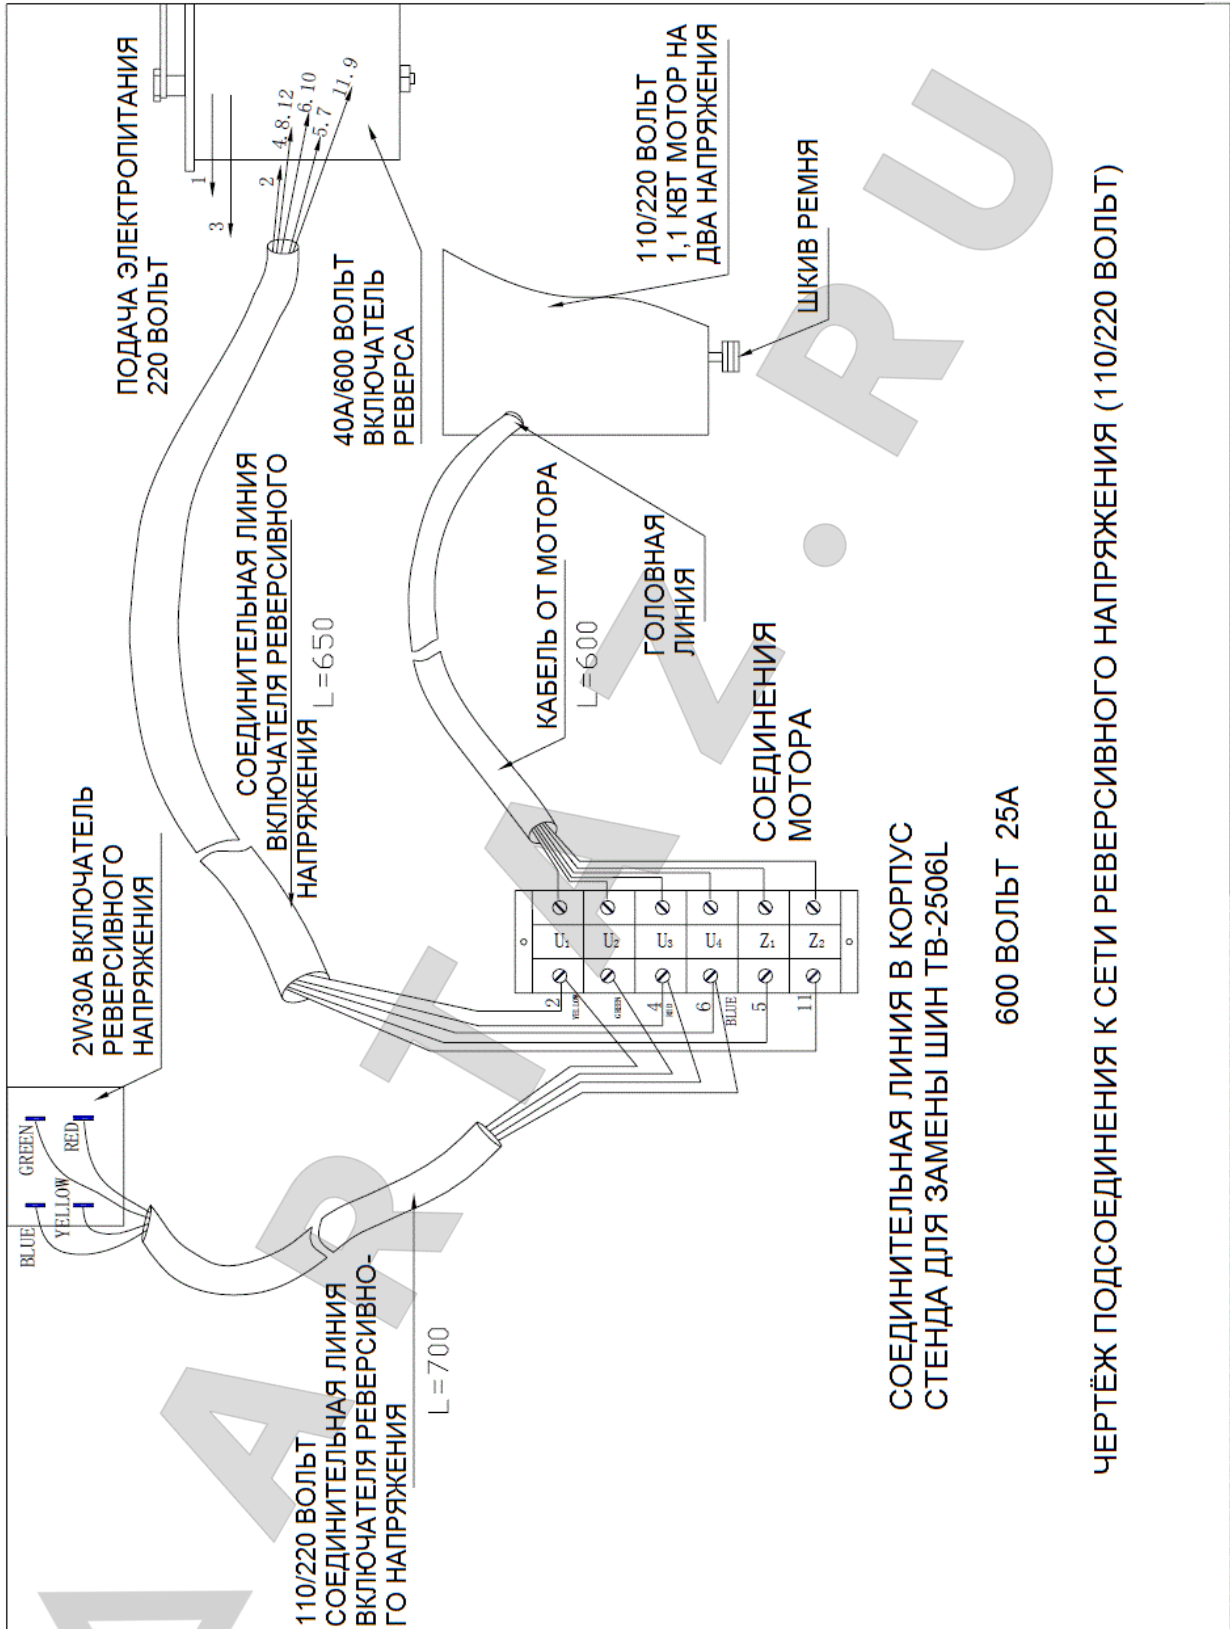 ПОДАЧА ЭЛЕКТРОПИТАНИЯ
220 ВОЛЬТ
1
3
2
4.8.12
6.10
5.7
11.9
40А/600 ВОЛЬТ
ВКЛЮЧАТЕЛЬ
РЕВЕРСА
110/220 ВОЛЬТ
1,1 КВТ МОТОР НА
ДВА НАПРЯЖЕНИЯ
ШКИВ РЕМНЯ
СОЕДИНИТЕЛЬНАЯ ЛИНИЯ
ВКЛЮЧАТЕЛЯ РЕВЕРСИВНОГО
НАПРЯЖЕНИЯ
L=650
КАБЕЛЬ ОТ МОТОРА
L=600
ГОЛОВНАЯ
ЛИНИЯ
СОЕДИНЕНИЯ
МОТОРА
2W30A ВКЛЮЧАТЕЛЬ
РЕВЕРСИВНОГО
НАПРЯЖЕНИЯ
GREEN
RED
BLUE
YELLOW
110/220 ВОЛЬТ
СОЕДИНИТЕЛЬНАЯ ЛИНИЯ
ВКЛЮЧАТЕЛЯ РЕВЕРСИВНО-
ГО НАПРЯЖЕНИЯ
L=700
U1
U2
U3
U4
Z1
Z2
2
YELLOW
GREEN
4
RED
6
BLUE
5
11
СОЕДИНИТЕЛЬНАЯ ЛИНИЯ В КОРПУС
СТЕНДА ДЛЯ ЗАМЕНЫ ШИН ТВ-2506L
600 ВОЛЬТ 25А
ЧЕРТЁЖ ПОДСОЕДИНЕНИЯ К СЕТИ РЕВЕРСИВНОГО НАПРЯЖЕНИЯ (110/220 ВОЛЬТ)